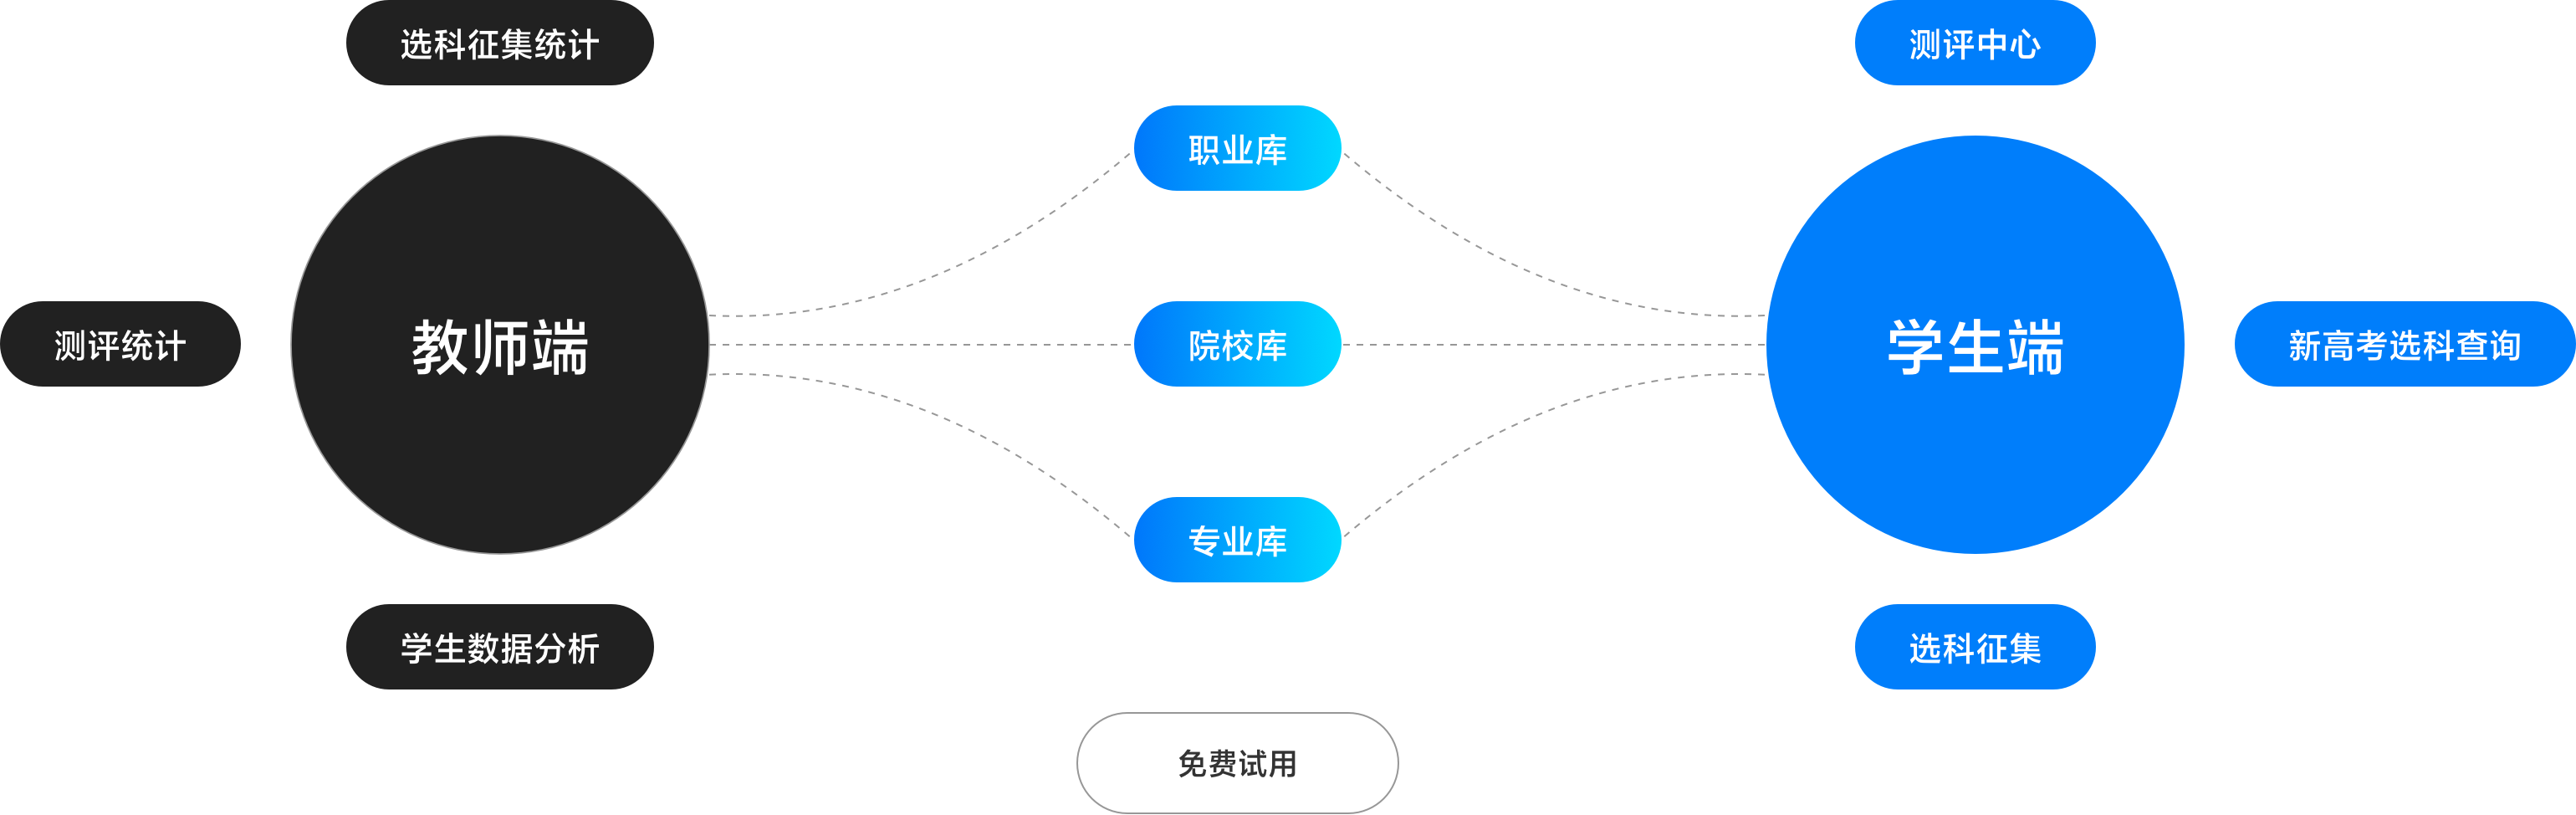 选科征集统计
测评中心
职业库
测评统计
教师端
院校库
学生端
新高考选科查询
专业库
学生数据分析
选科征集
免费试用